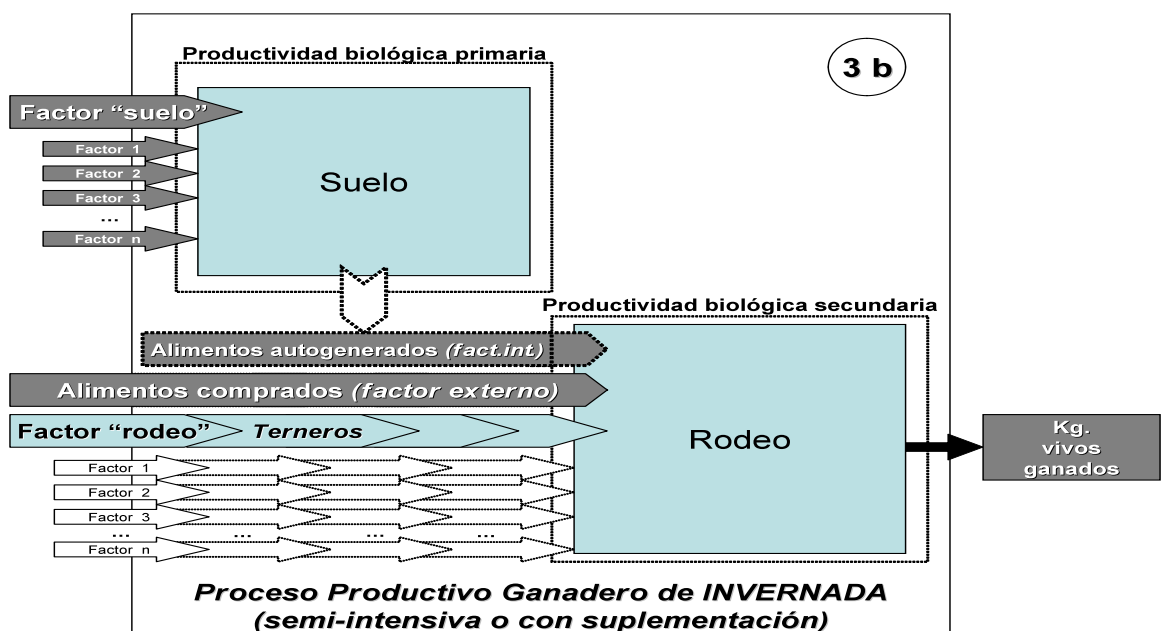 Productividad biológica primaria
3 b
Factor “suelo”
Factor 1
Factor 2
Factor 3
...
Factor n
Suelo
Productividad biológica secundaria
Alimentos autogenerados (fact.int)
Alimentos comprados (factor externo)
Factor “rodeo” Terneros
Factor 1
Factor 2
Factor 3
... ... ... ...
Factor n
Rodeo
Kg.
vivos
ganados
Proceso Productivo Ganadero de INVERNADA
(semi-intensiva o con suplementación)